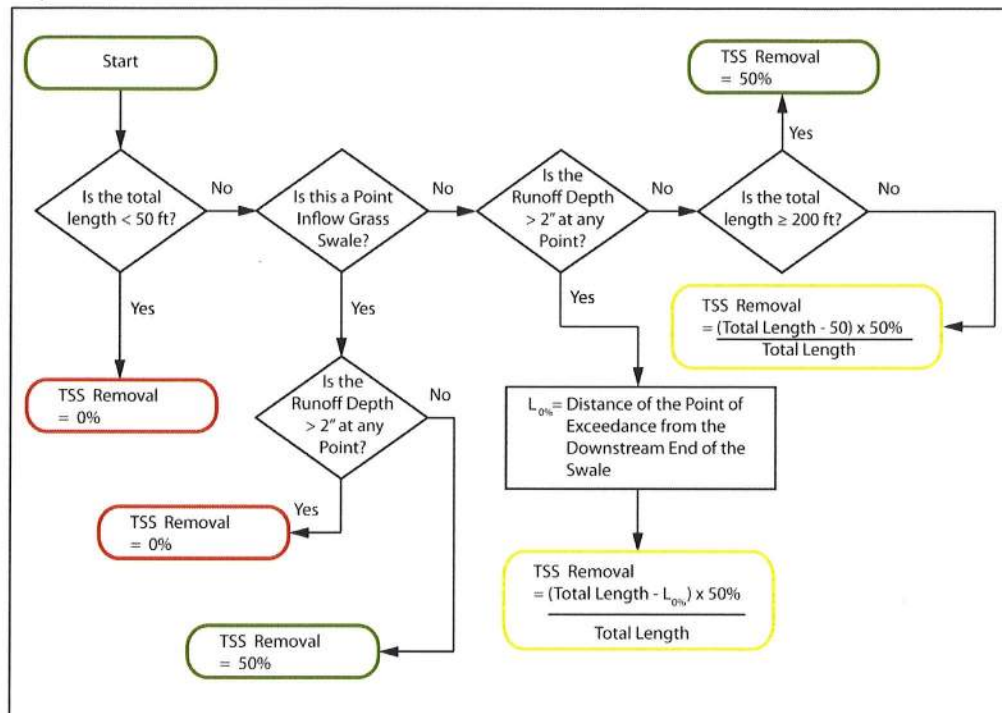 Start
Is the total
length < 50 ft?
No
Yes
TSS Removal
= 0%
Is this a Point
Inflow Grass
Swale?
No
Yes
Is the
Runoff Depth
> 2" at any
Point?
No
Yes
TSS Removal
= 0%
TSS Removal
= 50%
Is the
Runoff Depth
> 2" at any
Point?
No
Yes
L0%= Distance of the Point of
Exceedance from the
Downstream End of the
Swale
TSS Removal
= (Total Length - L0%) x 50%
Total Length
Is the total
length ≥ 200 ft?
Yes
TSS Removal
= 50%
No
TSS Removal
= (Total Length - 50) x 50%
Total Length